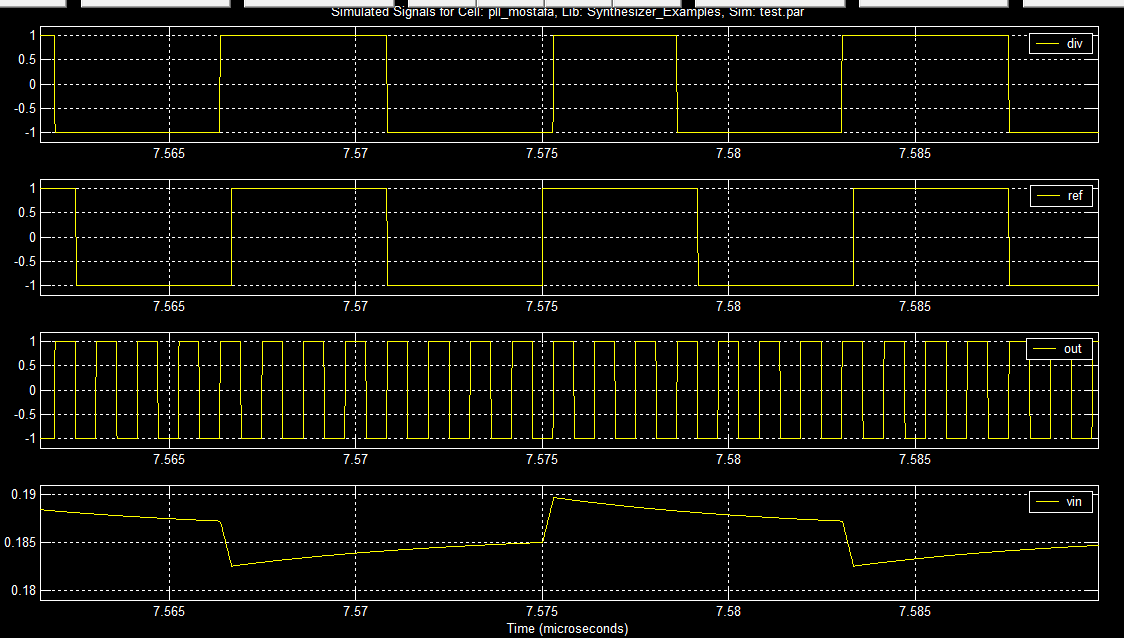 Simulated Signals for Cell: pll_mostafa, Lib: Synthesizer_Examples, Sim: test.par
1
0.5
0
-0.5
-1
div
7.565 7.57 7.575 7.58 7.585
1
0.5
0
-0.5
-1
ref
7.565 7.57 7.575 7.58 7.585
1
0.5
0
-0.5
-1
out
7.565 7.57 7.575 7.58 7.585
0.19
0.185
0.18
vin
7.565 7.57 7.575 7.58 7.585
Time (microseconds)